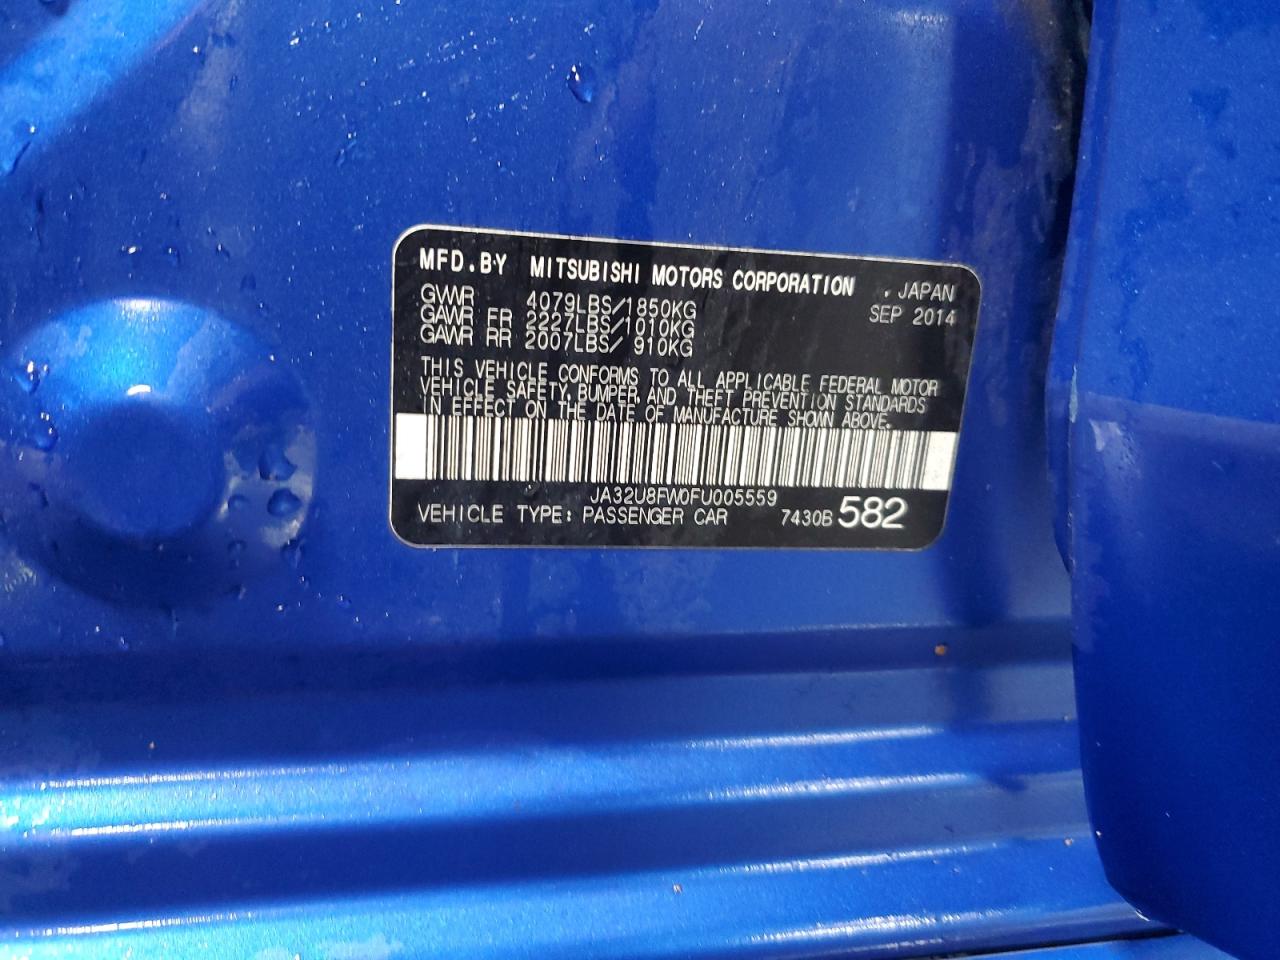 MFD.BY MITSUBISHI MOTORS CORPORATION , JAPAN
GVWR 4079LBS/1850KG SEP 2014
GAWR FR 2227LBS/1010KG
GAWR RR 2007LBS/ 910KG
THIS VEHICLE CONFORMS TO ALL APPLICABLE FEDERAL MOTOR
VEHICLE SAFETY, BUMPER, AND THEFT PREVENTION STANDARDS
IN EFFECT ON THE DATE OF MANUFACTURE SHOWN ABOVE.
JA32U8FW0FU005559
VEHICLE TYPE: PASSENGER CAR 7430B 582